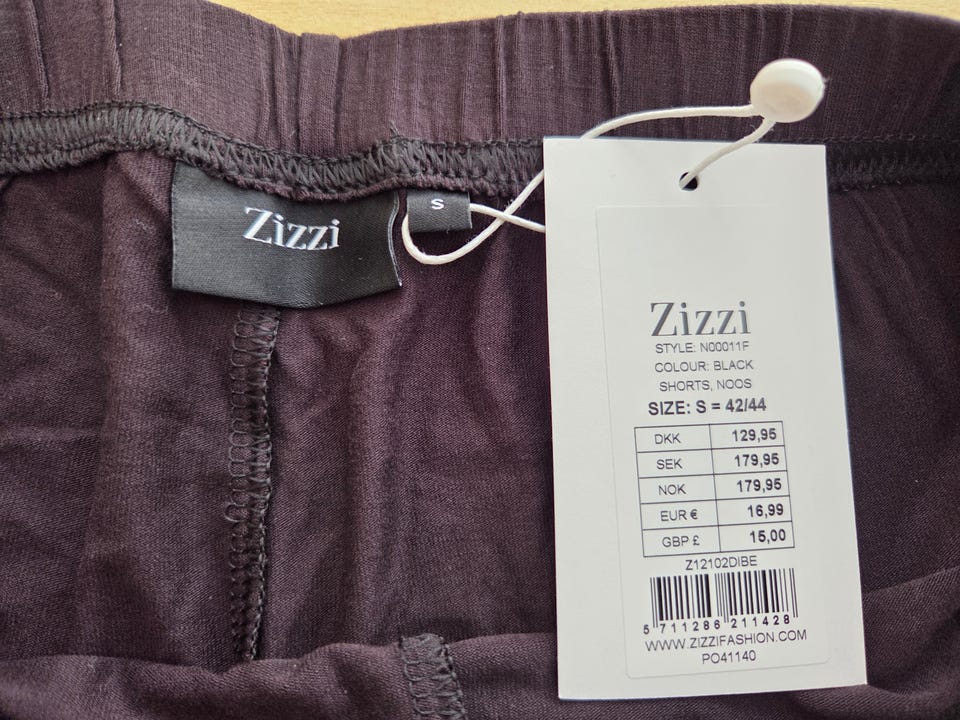 Zizzi
S
Zizzi
STYLE: N00011F
COLOUR: BLACK
SHORTS, NOOS
SIZE: S = 42/44
DKK 129,95
SEK 179,95
NOK 179,95
EUR € 16,99
GBP £ 15,00
Z12102DIBE
5 711286 211428
WWW.ZIZZIFASHION.COM
PO41140